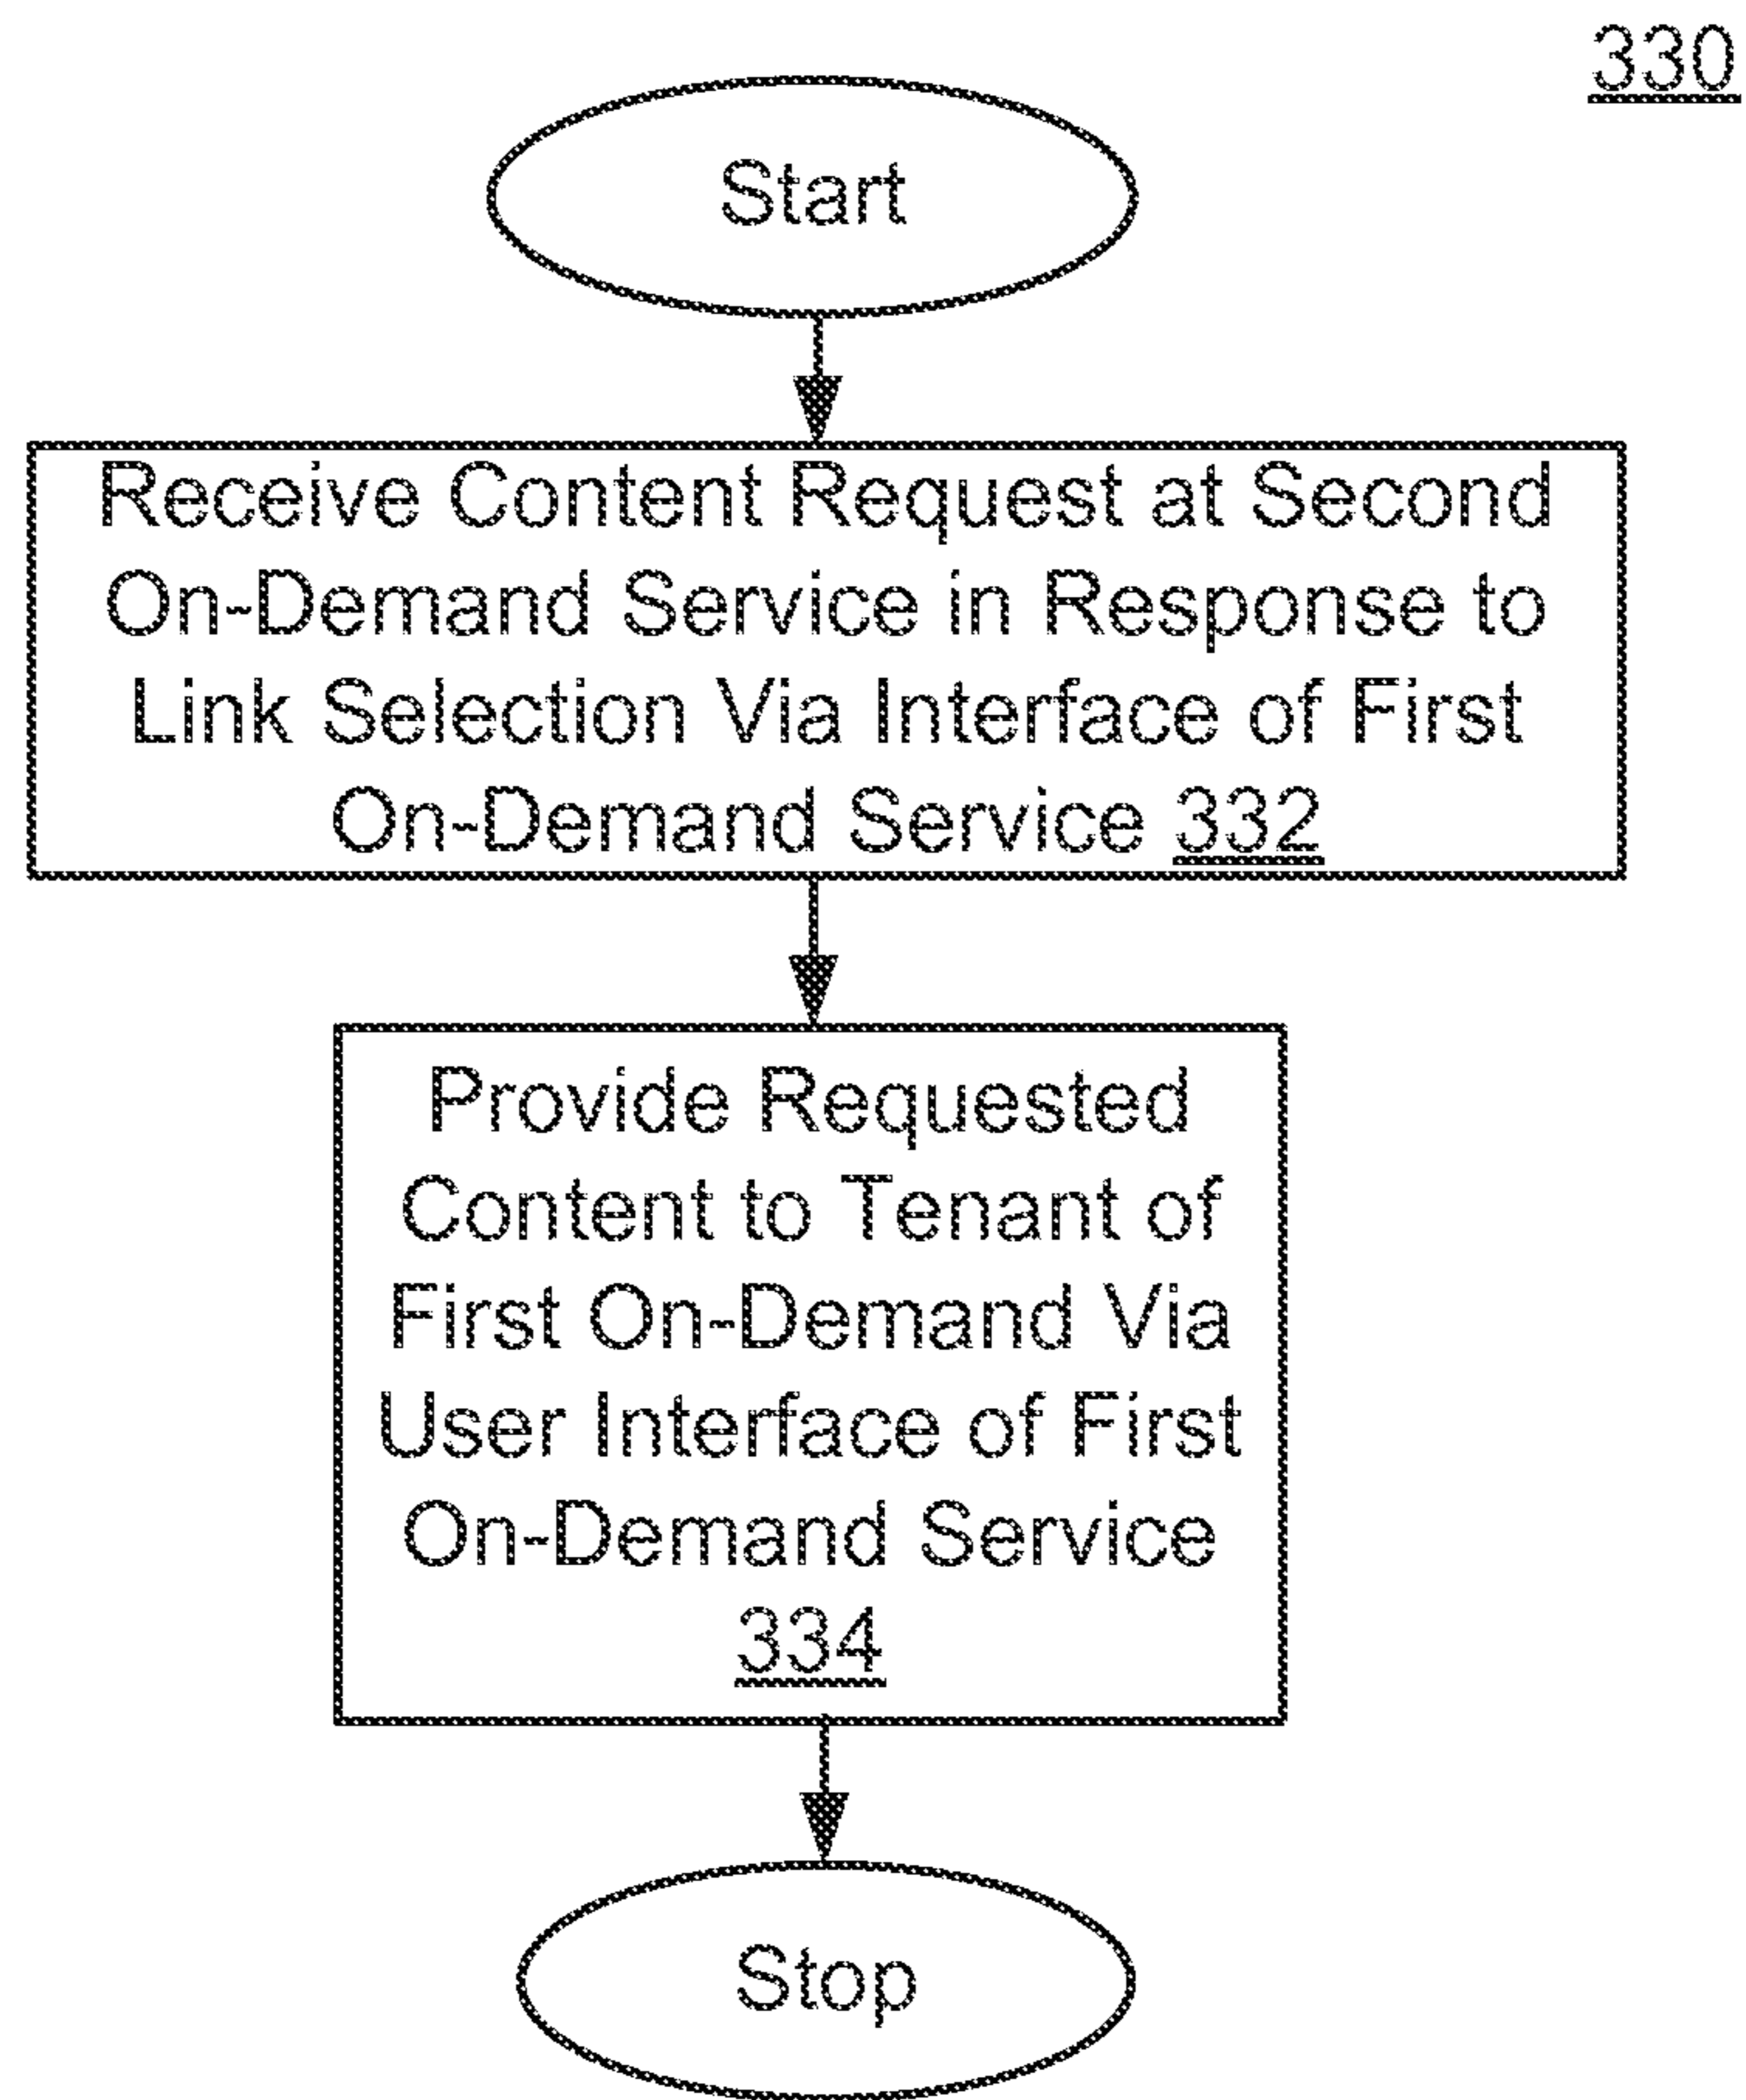 330
Start
Receive Content Request at Second
On-Demand Service in Response to
Link Selection Via Interface of First
On-Demand Service 332
Provide Requested
Content to Tenant of
First On-Demand Via
User Interface of First
On-Demand Service
334
Stop